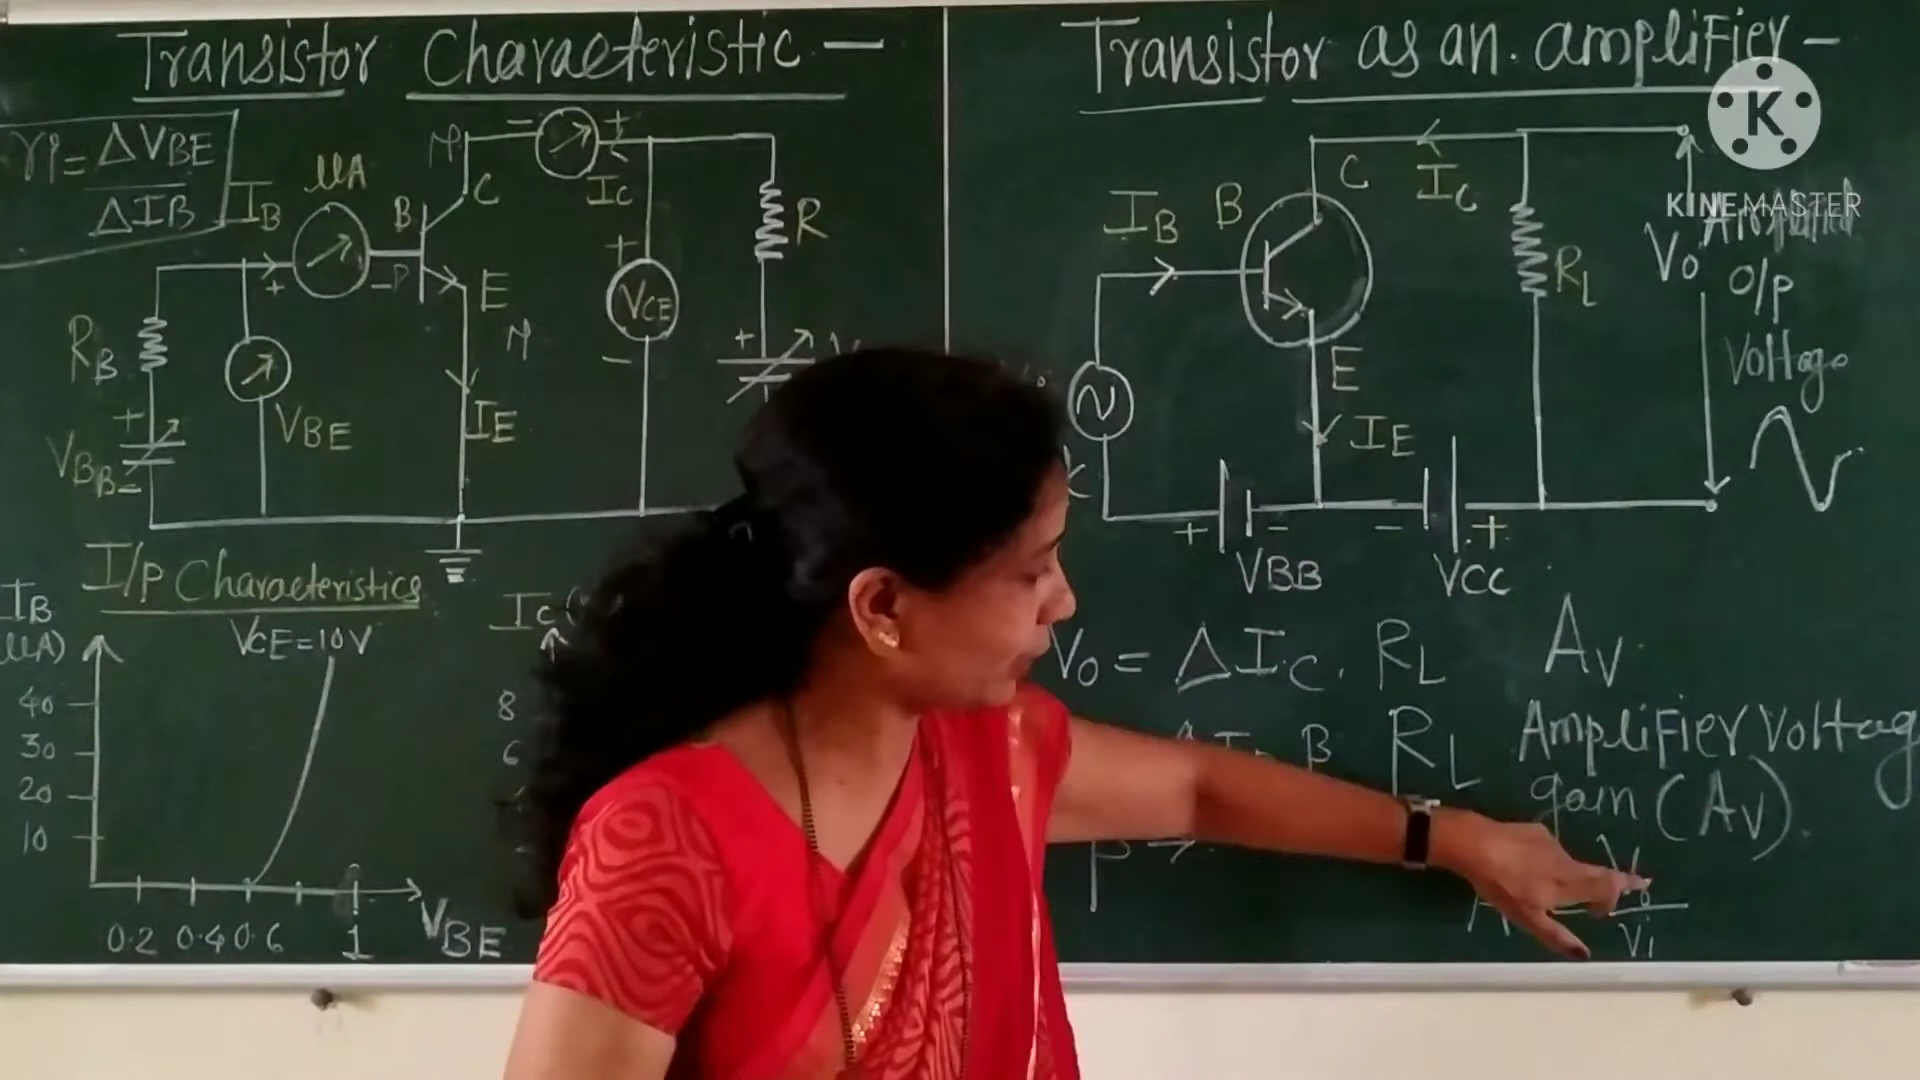 Transistor Characteristic —
ri = ΔVBE
ΔIB
IB
μA
B
C
- +
IC
R
+
- P
E
n
+
VCE
-
RB
+
VBB
-
VBE
IE
+
I/P Characteristics
IB
(μA)
VCE = 10V
40
30
20
10
0.2 0.4 0.6 1 VBE
IC
8
6
Transistor as an. amplifier —
K
KINEMASTER
IB
B
C
IC
RL
Vo
O/p
Voltage
E
IE
+ -
VBB
- +
VCC
Vo = ΔIC. RL
RL
Av
Amplifier Voltag
gain (Av).
Vo
Vi